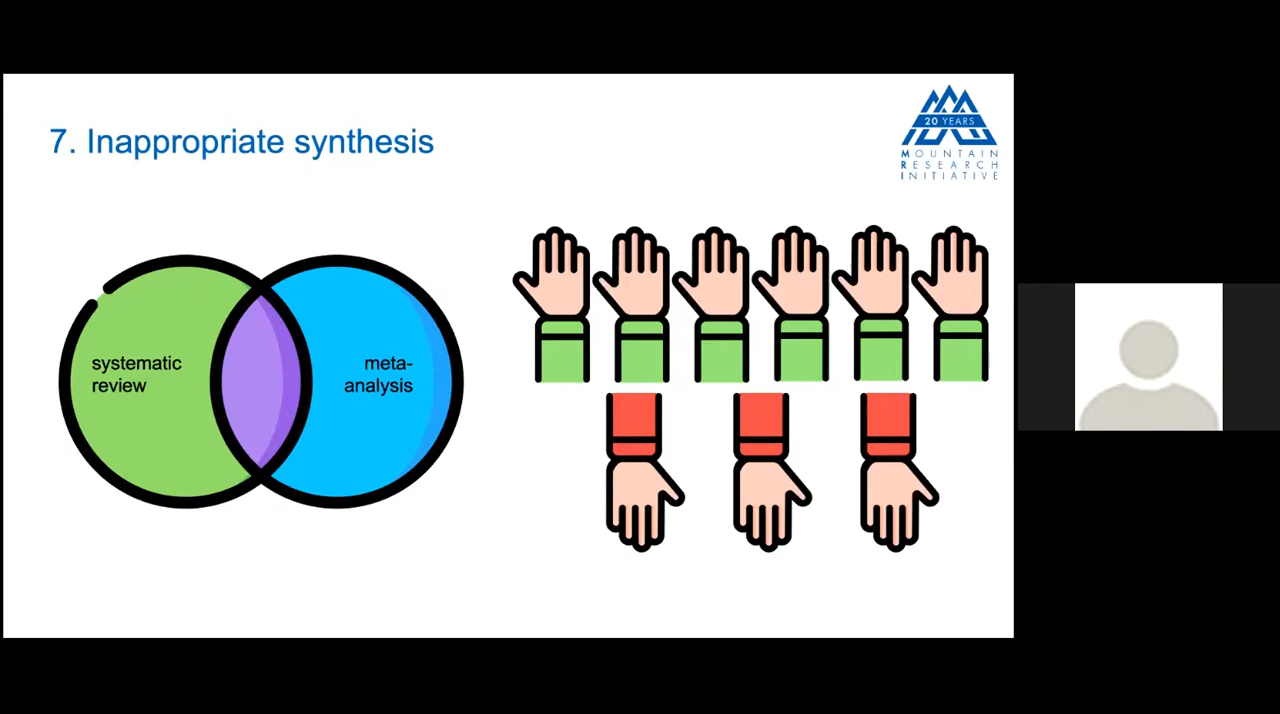 7. Inappropriate synthesis
20 YEARS
MOUNTAIN
RESEARCH
INITIATIVE
systematic
review
meta-
analysis